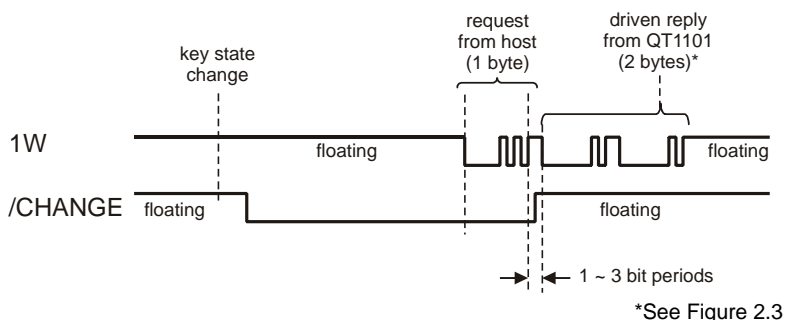 request
from host
(1 byte)
driven reply
from QT1101
(2 bytes)*
key state
change
1W
floating
floating
/CHANGE
floating
floating
1 ~ 3 bit periods
*See Figure 2.3